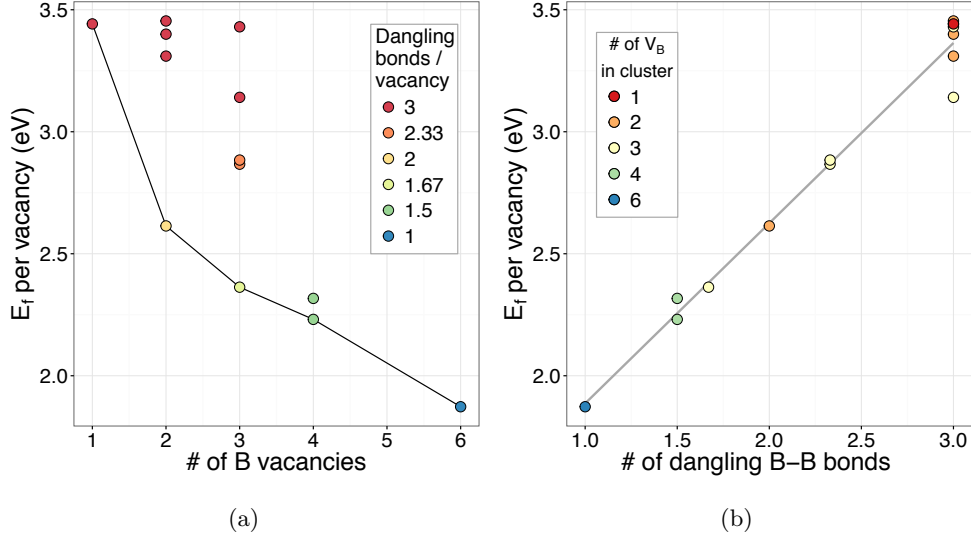 3.5
3.0
2.5
2.0
E_f per vacancy (eV)
1 2 3 4 5 6
# of B vacancies
Dangling
bonds /
vacancy
3
2.33
2
1.67
1.5
1
(a)
3.5
3.0
2.5
2.0
E_f per vacancy (eV)
1.0 1.5 2.0 2.5 3.0
# of dangling B−B bonds
# of V_B
in cluster
1
2
3
4
6
(b)